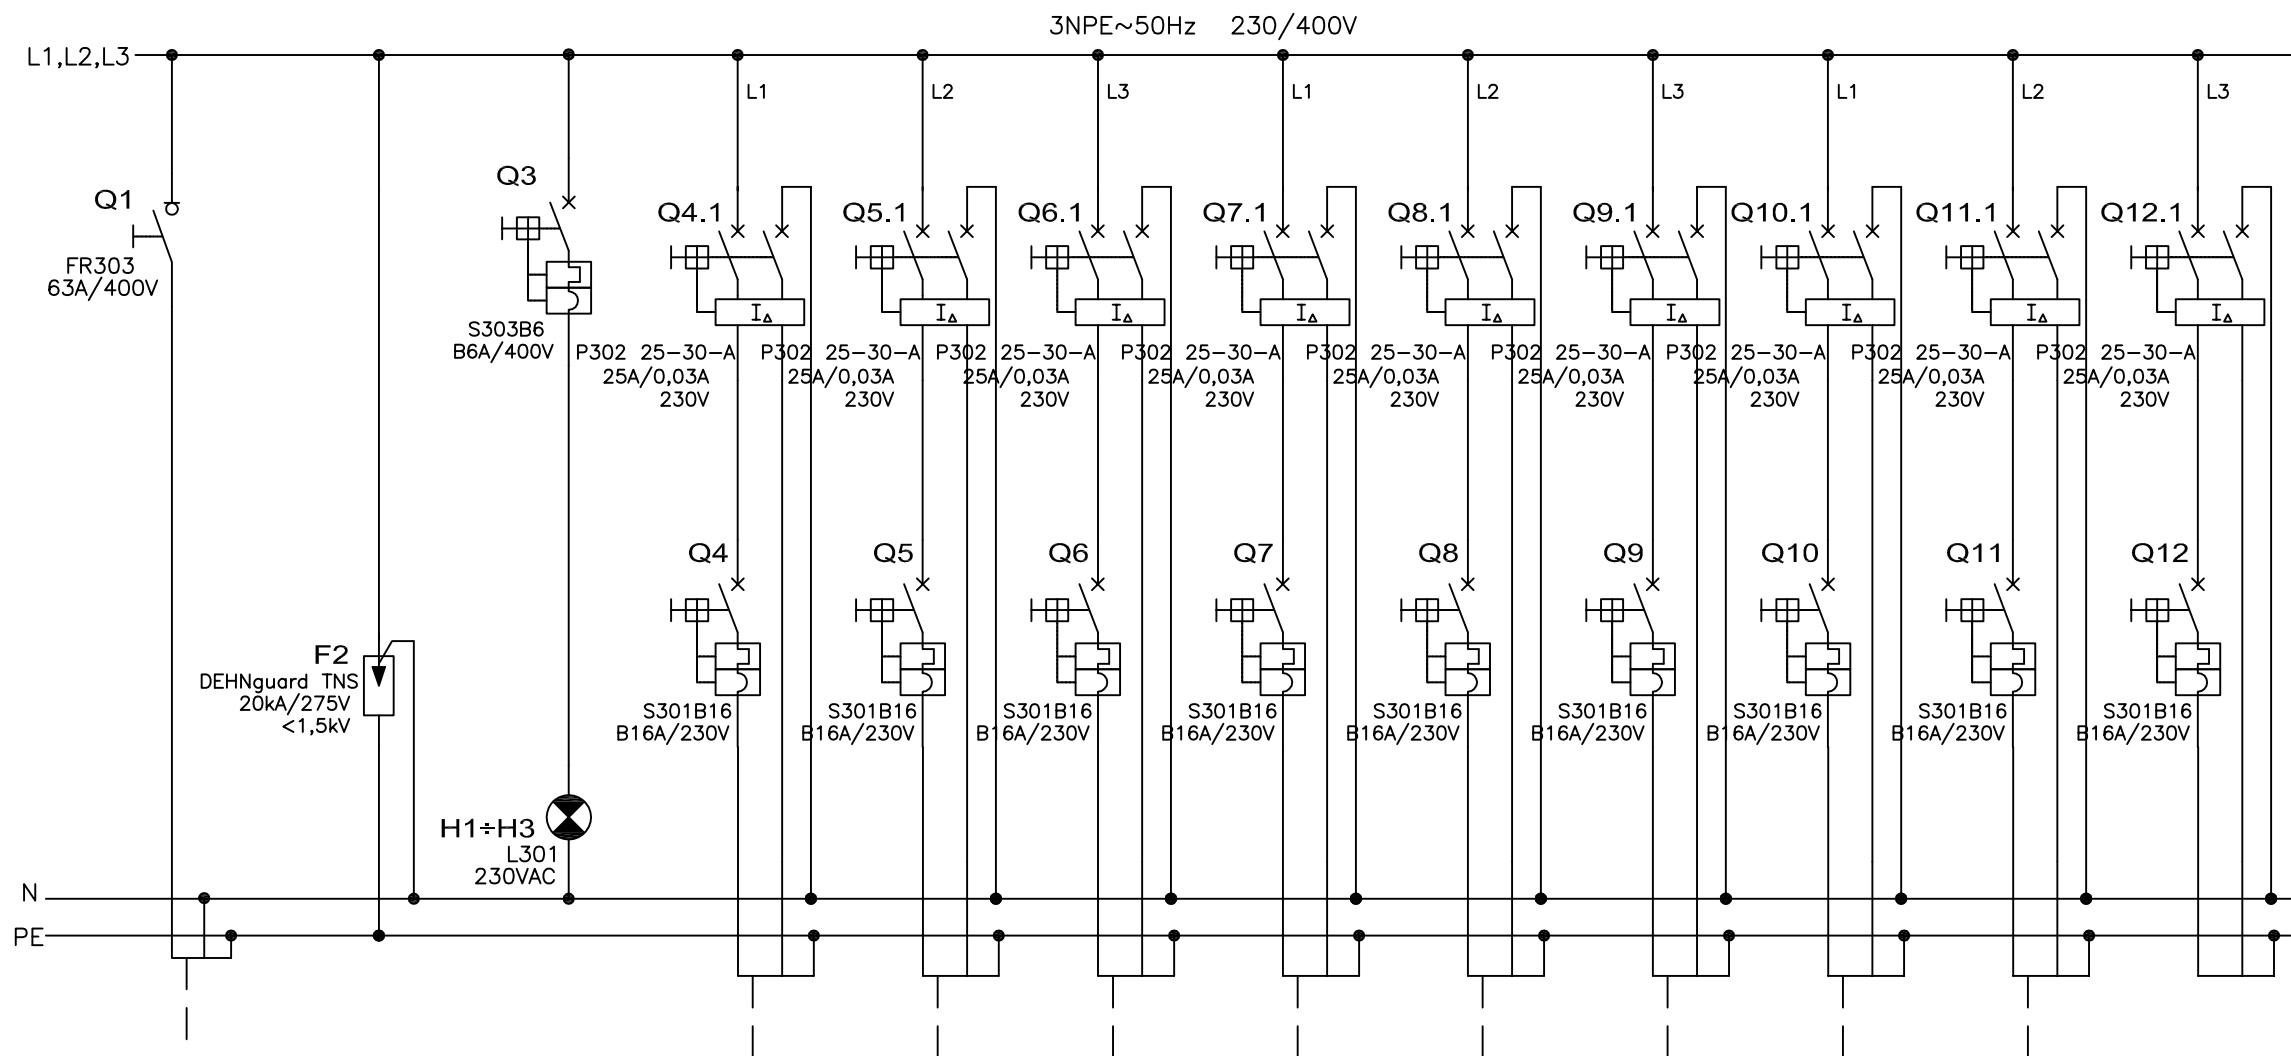 3NPE~50Hz 230/400V
L1,L2,L3
L1 L2 L3 L1 L2 L3 L1 L2 L3
Q1
FR303
63A/400V
Q3
S303B6
B6A/400V
Q4.1 Q5.1 Q6.1 Q7.1 Q8.1 Q9.1 Q10.1 Q11.1 Q12.1
I∆ I∆ I∆ I∆ I∆ I∆ I∆ I∆ I∆
P302 25-30-A P302 25-30-A P302 25-30-A P302 25-30-A P302 25-30-A P302 25-30-A P302 25-30-A P302 25-30-A P302 25-30-A
25A/0,03A 25A/0,03A 25A/0,03A 25A/0,03A 25A/0,03A 25A/0,03A 25A/0,03A 25A/0,03A 25A/0,03A
230V 230V 230V 230V 230V 230V 230V 230V 230V
Q4 Q5 Q6 Q7 Q8 Q9 Q10 Q11 Q12
S301B16 S301B16 S301B16 S301B16 S301B16 S301B16 S301B16 S301B16 S301B16
B16A/230V B16A/230V B16A/230V B16A/230V B16A/230V B16A/230V B16A/230V B16A/230V B16A/230V
F2
DEHNguard TNS
20kA/275V
<1,5kV
H1÷H3
L301
230VAC
N
PE